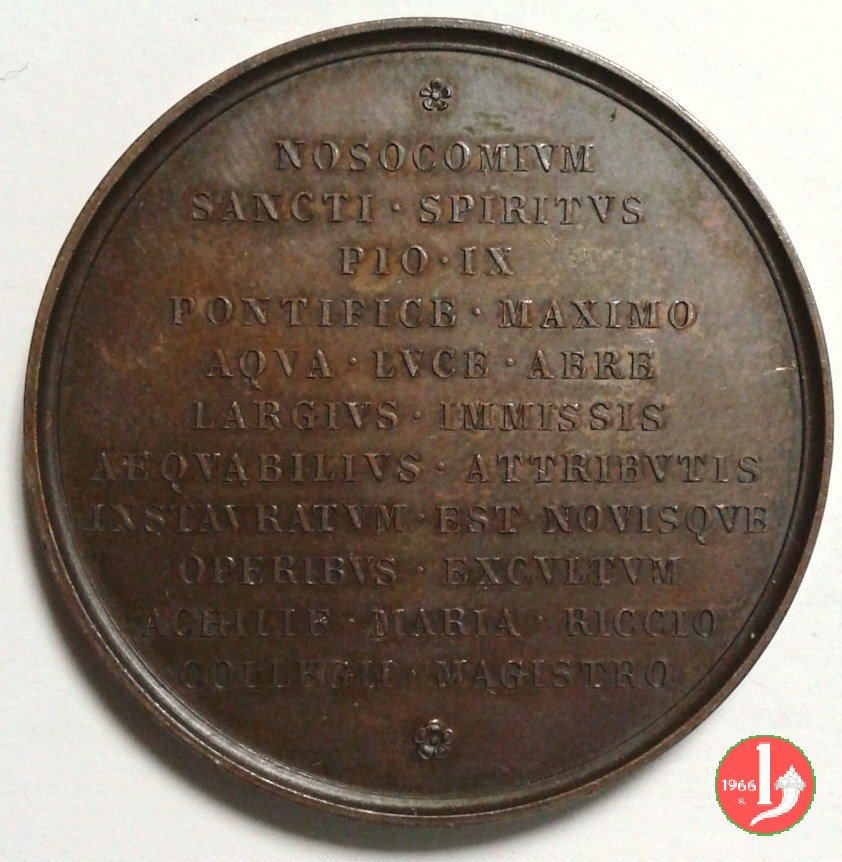 NOSOCOMIVM
SANCTI · SPIRITVS
PIO · IX
PONTIFICE · MAXIMO
AQVA · LVCE · AERE
LARGIVS · IMMISSIS
AEQVABILIVS · ATTRIBVTIS
INSTAVRATVM · EST · NOVISQVE
OPERIBVS · EXCVLTVM
ACHILLE · MARIA · RICCIO
COLLEGII · MAGISTRO
1966